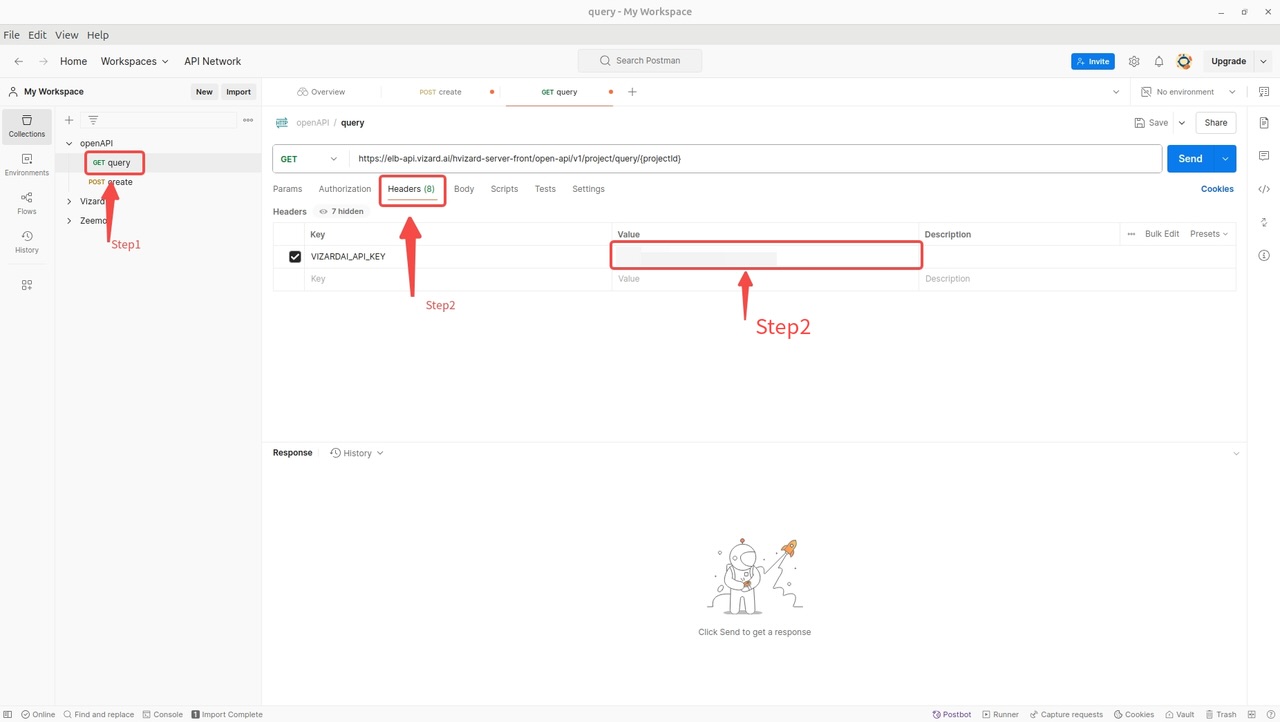 query - My Workspace
File Edit View Help
Home Workspaces API Network
Search Postman
Invite
Upgrade
My Workspace
New Import
Overview
POST create
GET query
No environment
Collections
Environments
Flows
History
openAPI
GET query
POST create
Vizard
Zeemo
Step1
openAPI / query
Save
Share
GET
https://elb-api.vizard.ai/hvizard-server-front/open-api/v1/project/query/{projectId}
Send
Params Authorization Headers (8) Body Scripts Tests Settings
Cookies
Headers 7 hidden
Key Value Description
Bulk Edit Presets
VIZARDAI_API_KEY
Key Value Description
Step2
Step2
Response History
Click Send to get a response
Online Find and replace Console Import Complete
Postbot Runner Capture requests Cookies Vault Trash